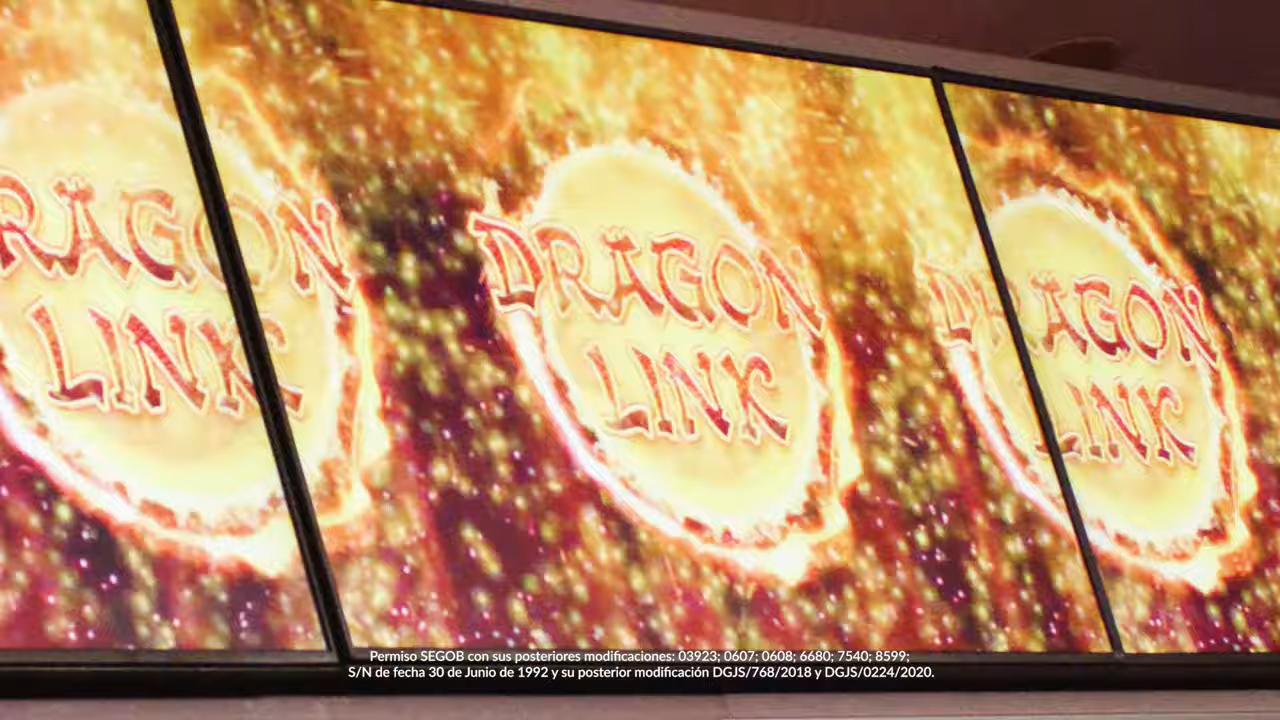 DRAGON
LINK
DRAGON
LINK
DRAGON
LINK
Permiso SEGOB con sus posteriores modificaciones: 03923; 0607; 0608; 6680; 7540; 8599;
S/N de fecha 30 de Junio de 1992 y su posterior modificación DGJS/768/2018 y DGJS/0224/2020.